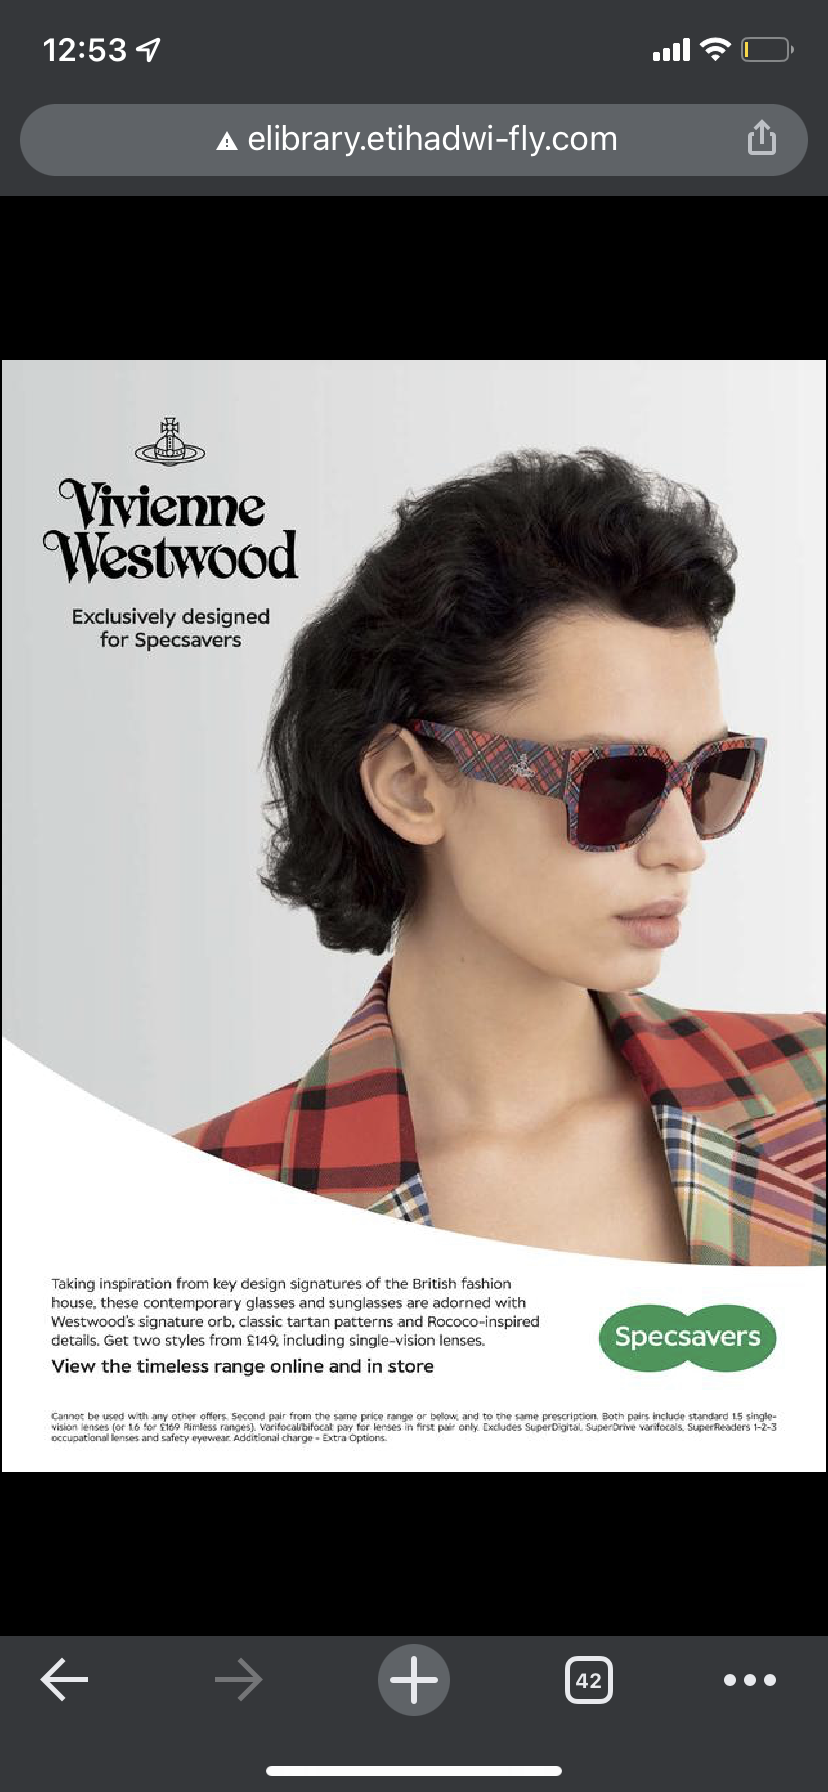 12:53
elibrary.etihadwi-fly.com
Vivienne
Westwood
Exclusively designed
for Specsavers
Taking inspiration from key design signatures of the British fashion
house, these contemporary glasses and sunglasses are adorned with
Westwood's signature orb, classic tartan patterns and Rococo-inspired
details. Get two styles from £149, including single-vision lenses.
View the timeless range online and in store
Specsavers
Cannot be used with any other offers. Second pair from the same price range or below, and to the same prescription. Both pairs include standard 1.5 single-
vision lenses (or 1.6 for £169 Rimless ranges). Varifocal/bifocal: pay for lenses in first pair only. Excludes SuperDigital, SuperDrive varifocals, SuperReaders 1-2-3
occupational lenses and safety eyewear. Additional charge - Extra Options.
42